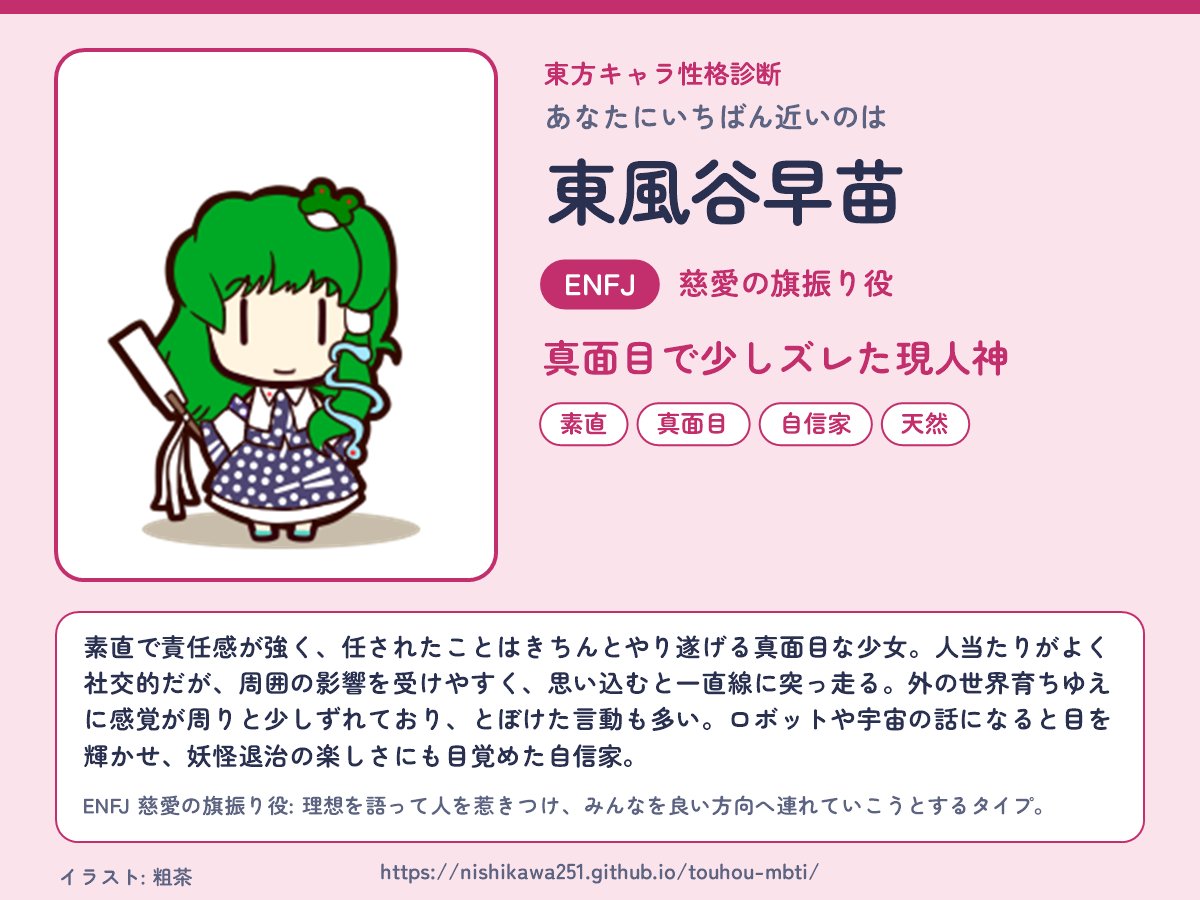 東方キャラ性格診断
あなたにいちばん近いのは
東風谷早苗
ENFJ 慈愛の旗振り役
真面目で少しズレた現人神
素直 真面目 自信家 天然
素直で責任感が強く、任されたことはきちんとやり遂げる真面目な少女。人当たりがよく
社交的だが、周囲の影響を受けやすく、思い込むと一直線に突っ走る。外の世界育ちゆえ
に感覚が周りと少しずれており、とぼけた言動も多い。ロボットや宇宙の話になると目を
輝かせ、妖怪退治の楽しさにも目覚めた自信家。
ENFJ 慈愛の旗振り役: 理想を語って人を惹きつけ、みんなを良い方向へ連れていこうとするタイプ。
イラスト: 粗茶 https://nishikawa251.github.io/touhou-mbti/